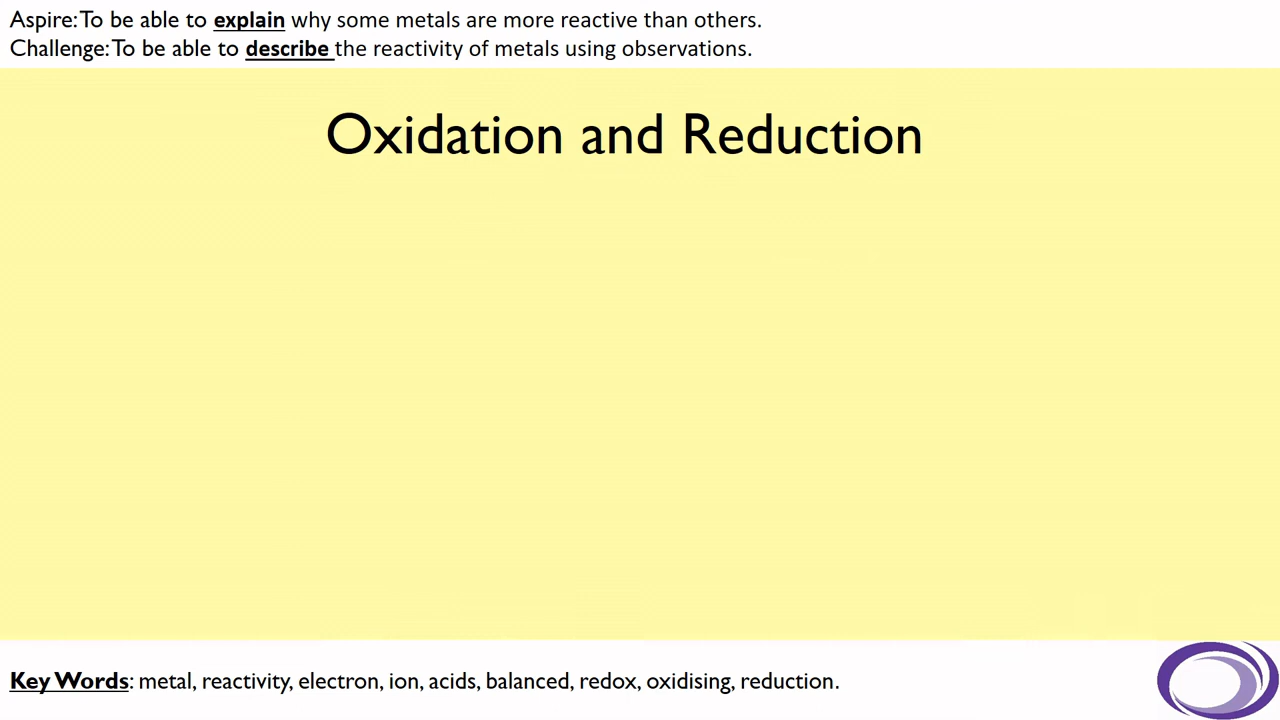 Aspire: To be able to explain why some metals are more reactive than others.
Challenge: To be able to describe the reactivity of metals using observations.
Oxidation and Reduction
Key Words: metal, reactivity, electron, ion, acids, balanced, redox, oxidising, reduction.